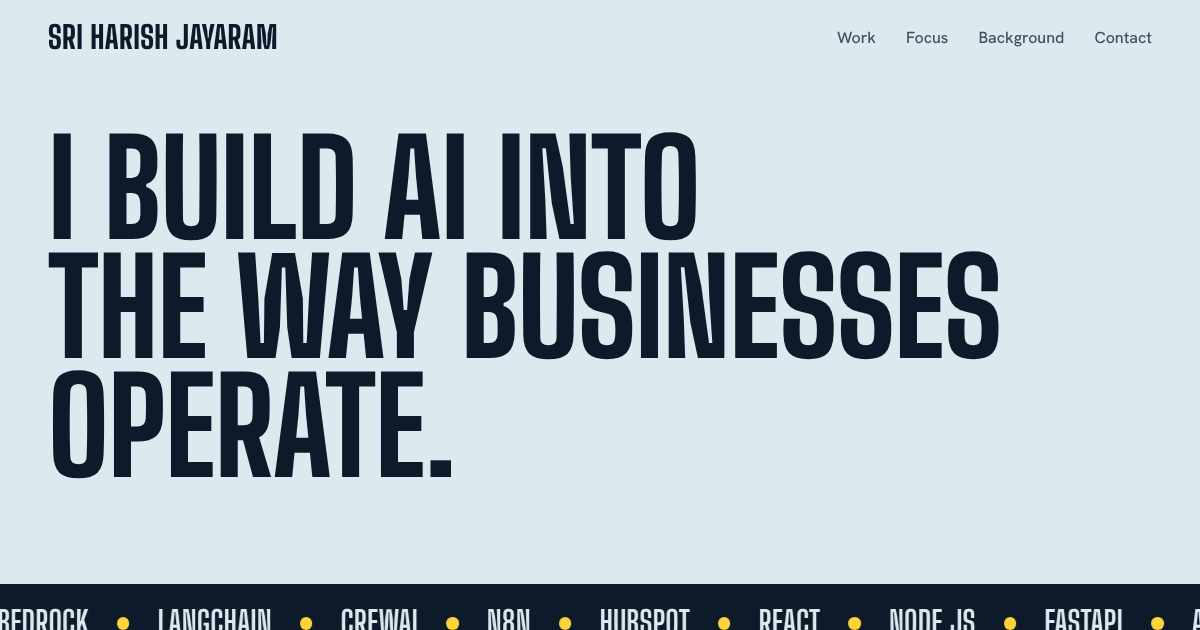 SRI HARISH JAYARAM
Work Focus Background Contact
I BUILD AI INTO
THE WAY BUSINESSES
OPERATE.
BEDROCK LANGCHAIN CREWAI N8N HUBSPOT REACT NODE.JS FASTAPI